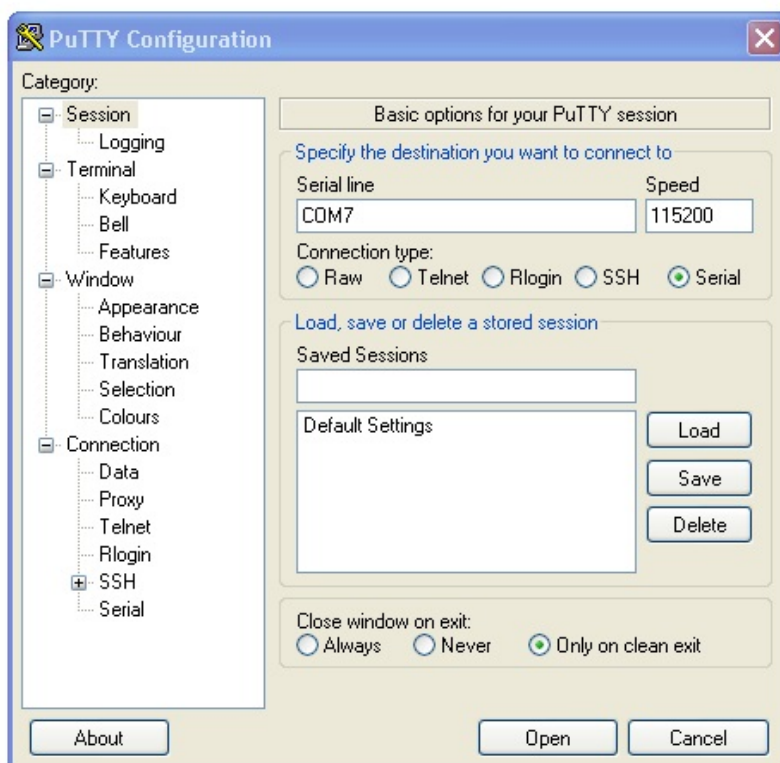 PuTTY Configuration
Category:
Session
Logging
Terminal
Keyboard
Bell
Features
Window
Appearance
Behaviour
Translation
Selection
Colours
Connection
Data
Proxy
Telnet
Rlogin
SSH
Serial
Basic options for your PuTTY session
Specify the destination you want to connect to
Serial line Speed
COM7 115200
Connection type:
Raw Telnet Rlogin SSH Serial
Load, save or delete a stored session
Saved Sessions
Default Settings
Load
Save
Delete
Close window on exit:
Always Never Only on clean exit
About Open Cancel